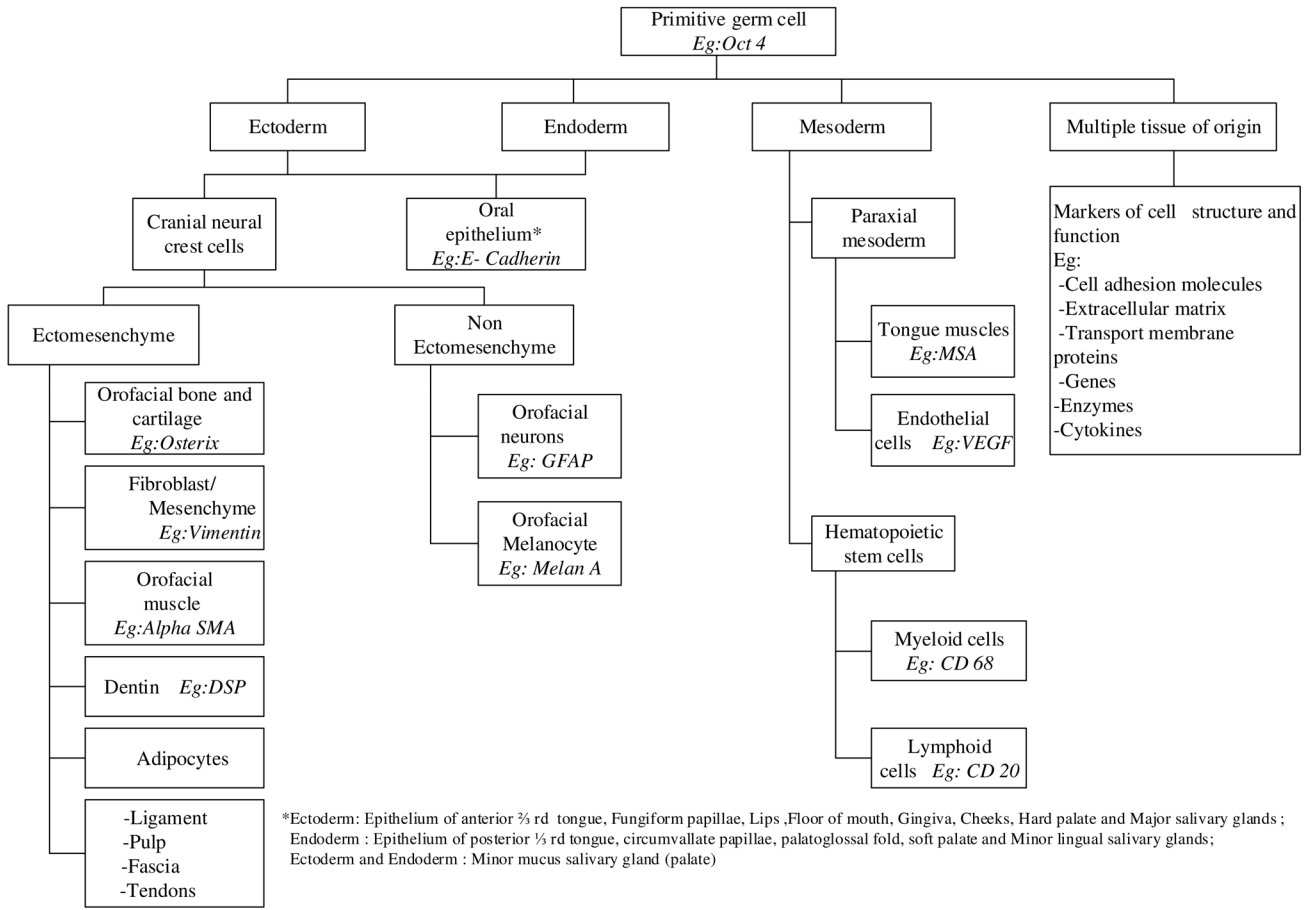 Primitive germ cell
Eg:Oct 4
Ectoderm
Endoderm
Mesoderm
Multiple tissue of origin
Cranial neural
crest cells
Oral
epithelium*
Eg:E- Cadherin
Paraxial
mesoderm
Markers of cell structure and
function
Eg:
-Cell adhesion molecules
-Extracellular matrix
-Transport membrane
proteins
-Genes
-Enzymes
-Cytokines
Ectomesenchyme
Non
Ectomesenchyme
Tongue muscles
Eg:MSA
Endothelial
cells Eg:VEGF
Orofacial bone and
cartilage
Eg:Osterix
Fibroblast/
Mesenchyme
Eg:Vimentin
Orofacial
muscle
Eg:Alpha SMA
Dentin Eg:DSP
Adipocytes
-Ligament
-Pulp
-Fascia
-Tendons
Orofacial
neurons
Eg: GFAP
Orofacial
Melanocyte
Eg: Melan A
Hematopoietic
stem cells
Myeloid cells
Eg: CD 68
Lymphoid
cells Eg: CD 20
*Ectoderm: Epithelium of anterior ⅔ rd tongue, Fungiform papillae, Lips ,Floor of mouth, Gingiva, Cheeks, Hard palate and Major salivary glands ;
Endoderm : Epithelium of posterior ⅓ rd tongue, circumvallate papillae, palatoglossal fold, soft palate and Minor lingual salivary glands;
Ectoderm and Endoderm : Minor mucus salivary gland (palate)